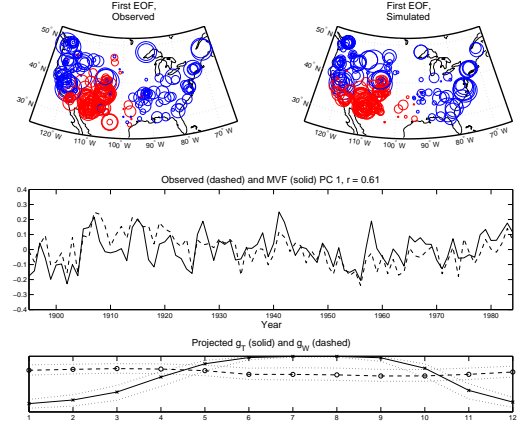 First EOF, Observed
First EOF, Simulated
50° N
40° N
30° N
120° W
110° W
100° W
90° W
80° W
70° W
50° N
40° N
30° N
120° W
110° W
100° W
90° W
80° W
70° W
Observed (dashed) and MVF (solid) PC 1, r = 0.61
0.4
0.3
0.2
0.1
0
−0.1
−0.2
−0.3
−0.4
1900 1910 1920 1930 1940 1950 1960 1970 1980
Year
Projected g_T (solid) and g_W (dashed)
1 2 3 4 5 6 7 8 9 10 11 12